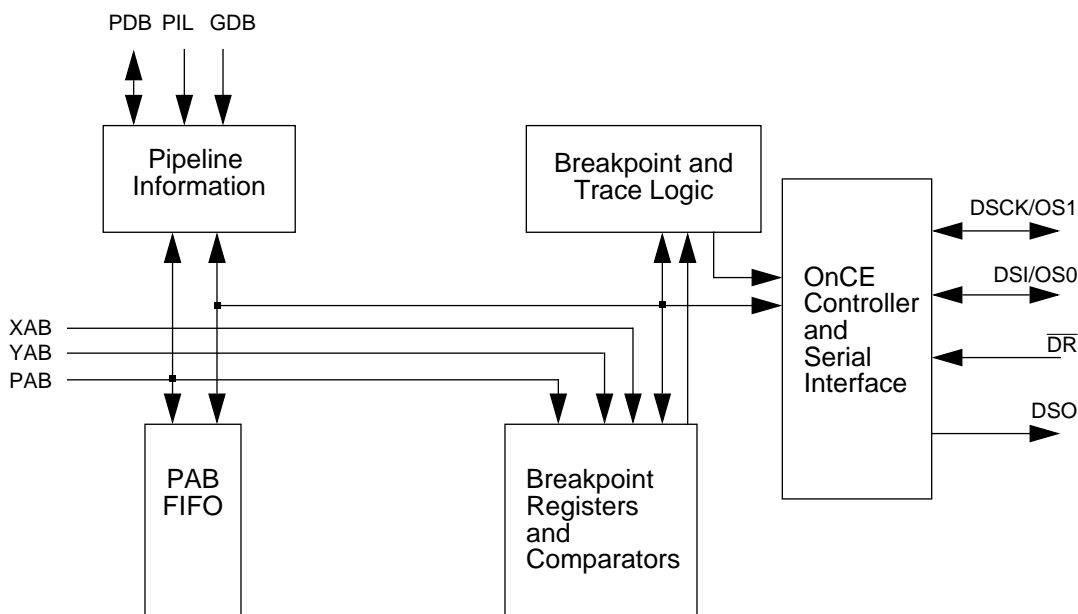 PDB PIL GDB
Pipeline
Information
Breakpoint and
Trace Logic
OnCE
Controller
and
Serial
Interface
DSCK/OS1
DSI/OS0
D̅R̅
DSO
XAB
YAB
PAB
PAB
FIFO
Breakpoint
Registers
and
Comparators